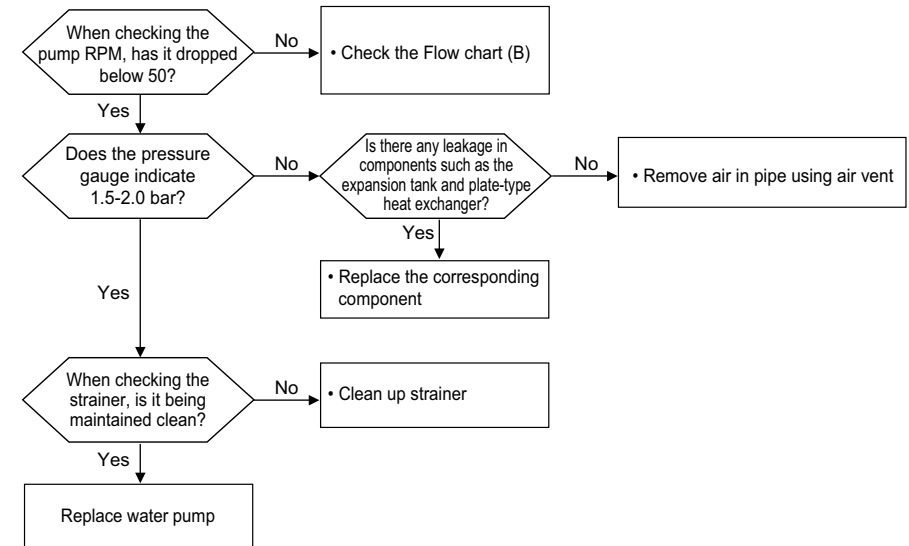 When checking the
pump RPM, has it dropped
below 50?
No
• Check the Flow chart (B)
Yes
Does the pressure
gauge indicate
1.5-2.0 bar?
No
Is there any leakage in
components such as the
expansion tank and plate-type
heat exchanger?
No
• Remove air in pipe using air vent
Yes
• Replace the corresponding
component
Yes
When checking the
strainer, is it being
maintained clean?
No
• Clean up strainer
Yes
Replace water pump